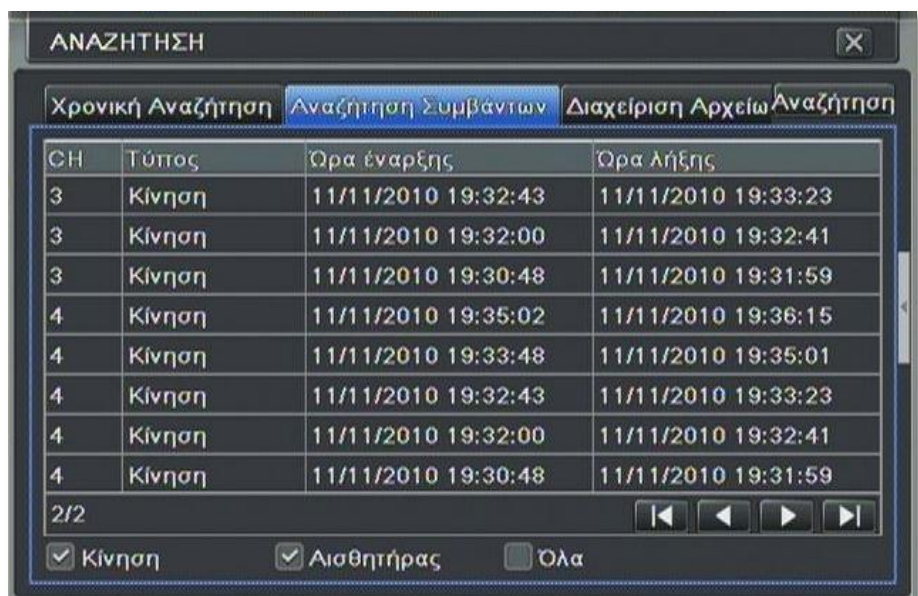 ΑΝΑΖΗΤΗΣΗ
Χρονική Αναζήτηση Αναζήτηση Συμβάντων Διαχείριση Αρχείω Αναζήτηση
CH Τύπος Ώρα έναρξης Ώρα λήξης
3 Κίνηση 11/11/2010 19:32:43 11/11/2010 19:33:23
3 Κίνηση 11/11/2010 19:32:00 11/11/2010 19:32:41
3 Κίνηση 11/11/2010 19:30:48 11/11/2010 19:31:59
4 Κίνηση 11/11/2010 19:35:02 11/11/2010 19:36:15
4 Κίνηση 11/11/2010 19:33:48 11/11/2010 19:35:01
4 Κίνηση 11/11/2010 19:32:43 11/11/2010 19:33:23
4 Κίνηση 11/11/2010 19:32:00 11/11/2010 19:32:41
4 Κίνηση 11/11/2010 19:30:48 11/11/2010 19:31:59
2/2
Κίνηση Αισθητήρας Όλα